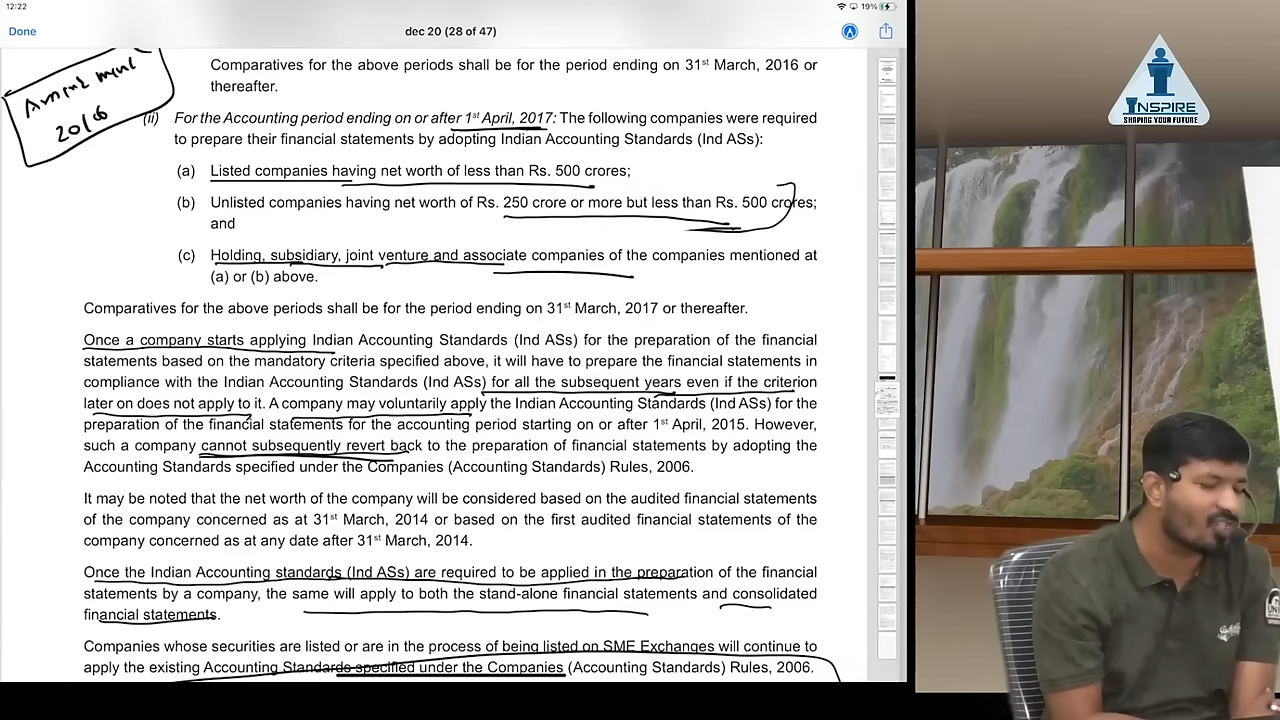 12:22
19%
Done
dec 20 (28 of 47)
Comparatives for the above periods shall be for the period ending on 31st March, 2016 or
thereafter.
2016
(ii) For the Accounting period starting on or after 1st April, 2017: The following companies were required
to prepare their financial statements by adopting Indian Accounting Standards (Ind ASs):
(a) Listed companies having net worth of less than Rs. 500 crores;
(b) Unlisted companies having net worth of Rs. 250 crore or more but less than Rs. 500 crores;
and
(c) Holding, subsidiary, joint venture and associate companies of the companies mentioned at
(a) or (b) above.
Comparatives for the above periods shall be for the period ending on 31st March, 2017 or thereafter.
Once a company starts applying Indian Accounting Standards (Ind ASs) for the preparation of the financial
statements based on the mandatory criteria specified above, it will have to prepare the financial statements in
compliance with the Indian Accounting Standards (Ind ASs) for all the subsequent years even if the criteria
later on does not apply to it. A company can voluntarily apply the Indian Accounting Standards (Ind ASs) for the
preparation of financial statements for the accounting period starting on or after 1st April, 2015. However,
such a company cannot subsequently revert back to the preparation of financial statements by adopting
Accounting Standards specified under the Companies (Accounting Standards) Rules, 2006.
It may be noted that the net worth of the company will be considered based on the audited financial statements
of the company concerned as at 31st March, 2014 or based on the first audited financial statements of the
company concerned as at any date after 31st March,
Once the Indian Accounting Standards (Ind ASs) are required to be applied in the preparation of the financial
statements by a company, are to apply to both the stand-alone financial statements and consolidated
financial statements.
Companies whose securities are listed or are in the process of being listed on SME Exchanges will continue to
apply the existing Accounting Standards specified under the Companies (Accounting Standards) Rules, 2006.
INSPIRE
SHAPING YOUR FUTURE